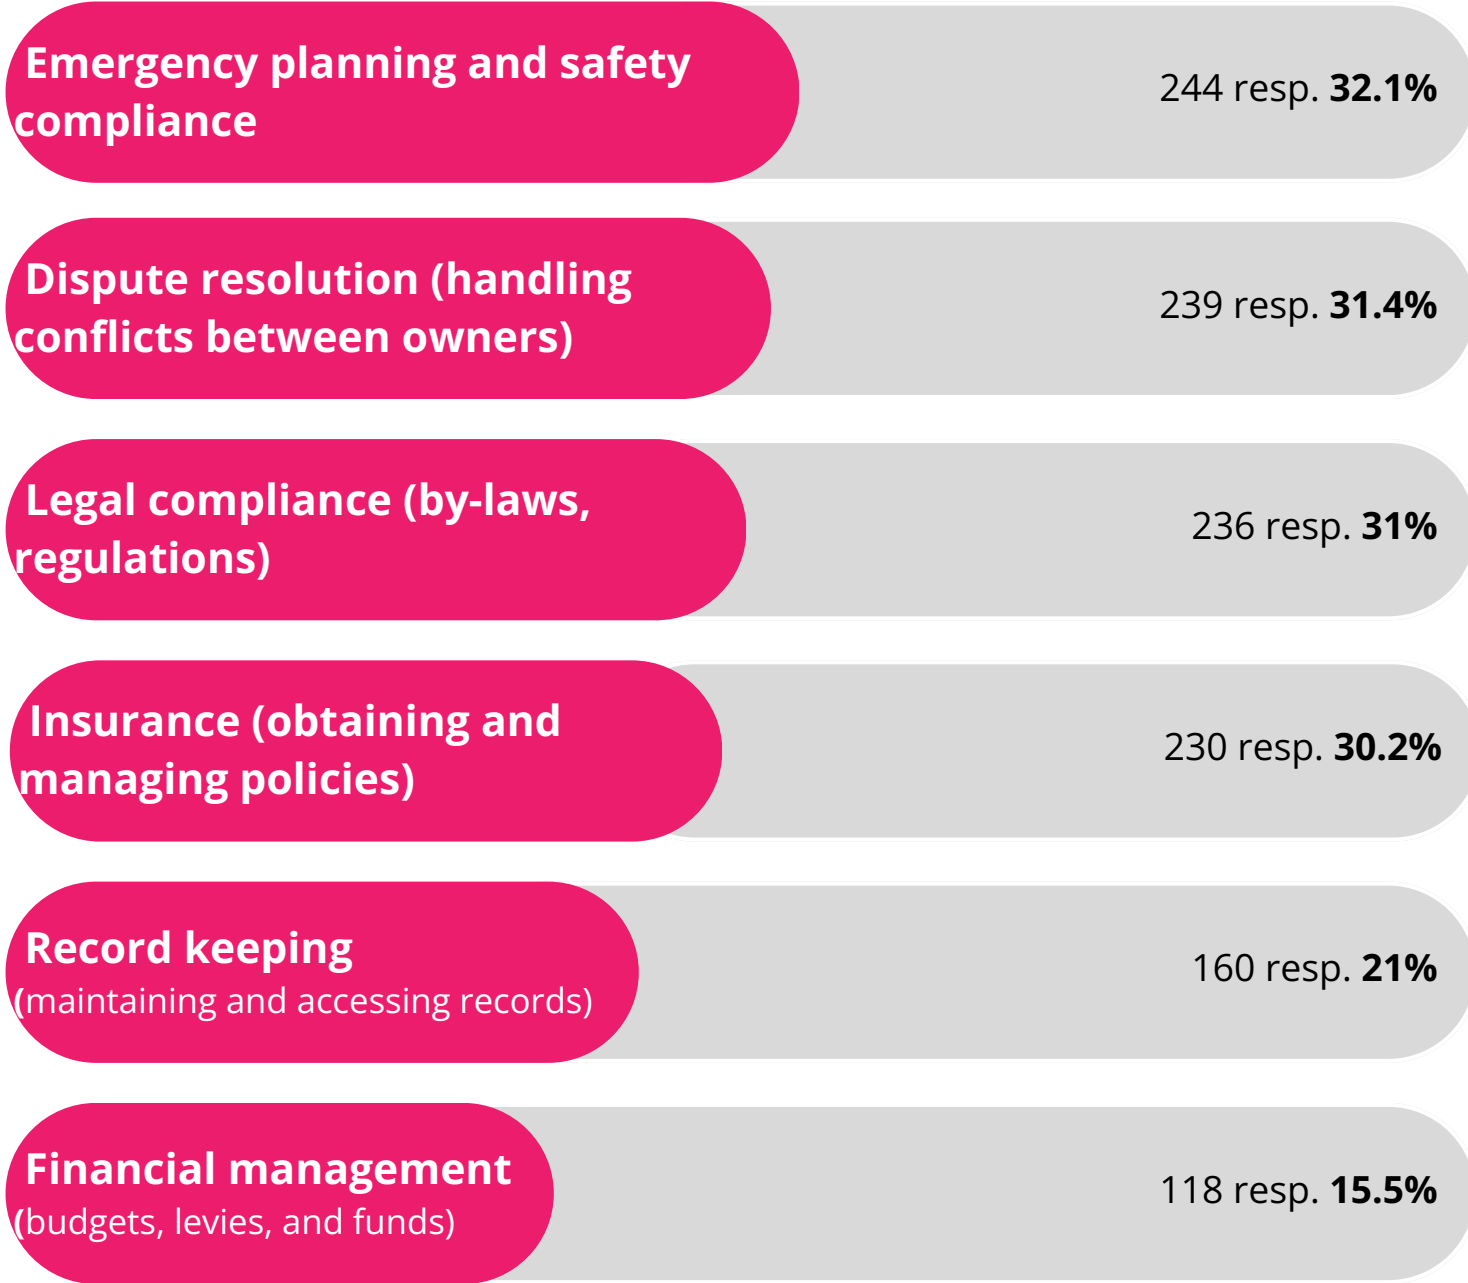 Emergency planning and safety
compliance
244 resp. 32.1%
Dispute resolution (handling
conflicts between owners)
239 resp. 31.4%
Legal compliance (by-laws,
regulations)
236 resp. 31%
Insurance (obtaining and
managing policies)
230 resp. 30.2%
Record keeping
(maintaining and accessing records)
160 resp. 21%
Financial management
(budgets, levies, and funds)
118 resp. 15.5%